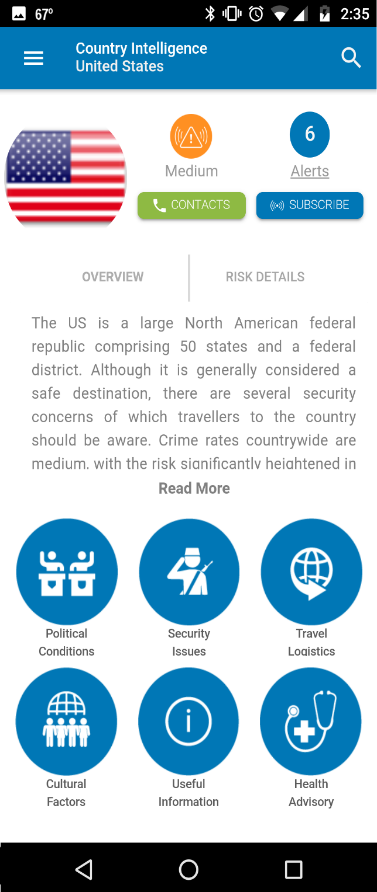 67° 2:35
Country Intelligence
United States
6
Medium
Alerts
CONTACTS
SUBSCRIBE
OVERVIEW
RISK DETAILS
The US is a large North American federal
republic comprising 50 states and a federal
district. Although it is generally considered a
safe destination, there are several security
concerns of which travellers to the country
should be aware. Crime rates countrywide are
medium, with the risk significantly heightened in
Read More
Political
Conditions
Security
Issues
Travel
Logistics
Cultural
Factors
Useful
Information
Health
Advisory